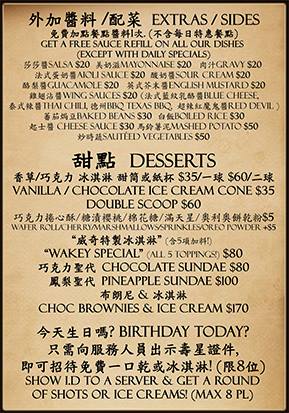 外加醬料 /配菜 EXTRAS / SIDES
免費加點餐點醬料1次. (不含每日特惠餐點)
GET A FREE SAUCE REFILL ON ALL OUR DISHES
(EXCEPT WITH DAILY SPECIALS)
莎莎醬SALSA $20 美奶滋MAYONNAISE $20 肉汁GRAVY $20
法式蛋奶醬AIOLI SAUCE $20 酸奶醬SOUR CREAM $20
酪梨醬GUACAMOLE $20 英式芥末醬ENGLISH MUSTARD $20
雞翅沾醬WING SAUCES $20 (法式藍紋乳酪醬BLUE CHEESE,
泰式辣醬THAI CHILI, 德州BBQ TEXAS BBQ, 超辣紅魔鬼醬RED DEVIL )
蕃茄焗豆BAKED BEANS $30 白飯BOILED RICE $30
起士醬 CHEESE SAUCE $30 馬鈴薯泥MASHED POTATO $50
炒時蔬SAUTÉED VEGETABLES $50
甜點 DESSERTS
香草/巧克力 冰淇淋 甜筒或紙杯 $35/一球 $60/二球
VANILLA / CHOCOLATE ICE CREAM CONE $35
DOUBLE SCOOP $60
巧克力捲心酥/糖漬櫻桃/棉花糖/滿天星/奧利奧餅乾粉$5
WAFER ROLL/CHERRY/MARSHMALLOWS/SPRINKLES/OREO POWDER +$5
"威奇特製冰淇淋" (含5項加料!)
"WAKEY SPECIAL" (ALL 5 TOPPINGS!) $80
巧克力聖代 CHOCOLATE SUNDAE $80
鳳梨聖代 PINEAPPLE SUNDAE $100
布朗尼 & 冰淇淋
CHOC BROWNIES & ICE CREAM $170
今天生日嗎? BIRTHDAY TODAY?
只需向服務人員出示壽星證件,
即可招待免費一口乾或冰淇淋! (限8位)
SHOW I.D TO A SERVER & GET A ROUND
OF SHOTS OR ICE CREAMS! (MAX 8 PL)